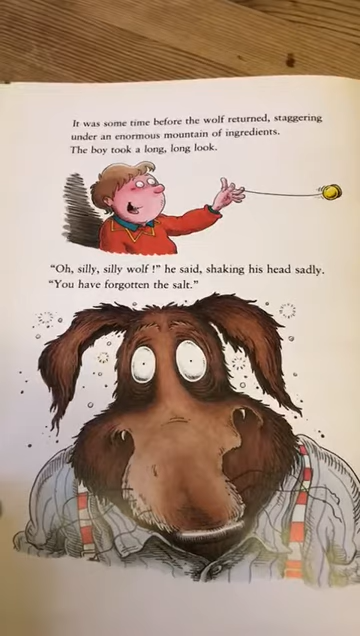 It was some time before the wolf returned, staggering
under an enormous mountain of ingredients.
The boy took a long, long look.
“Oh, silly, silly wolf !” he said, shaking his head sadly.
“You have forgotten the salt.”